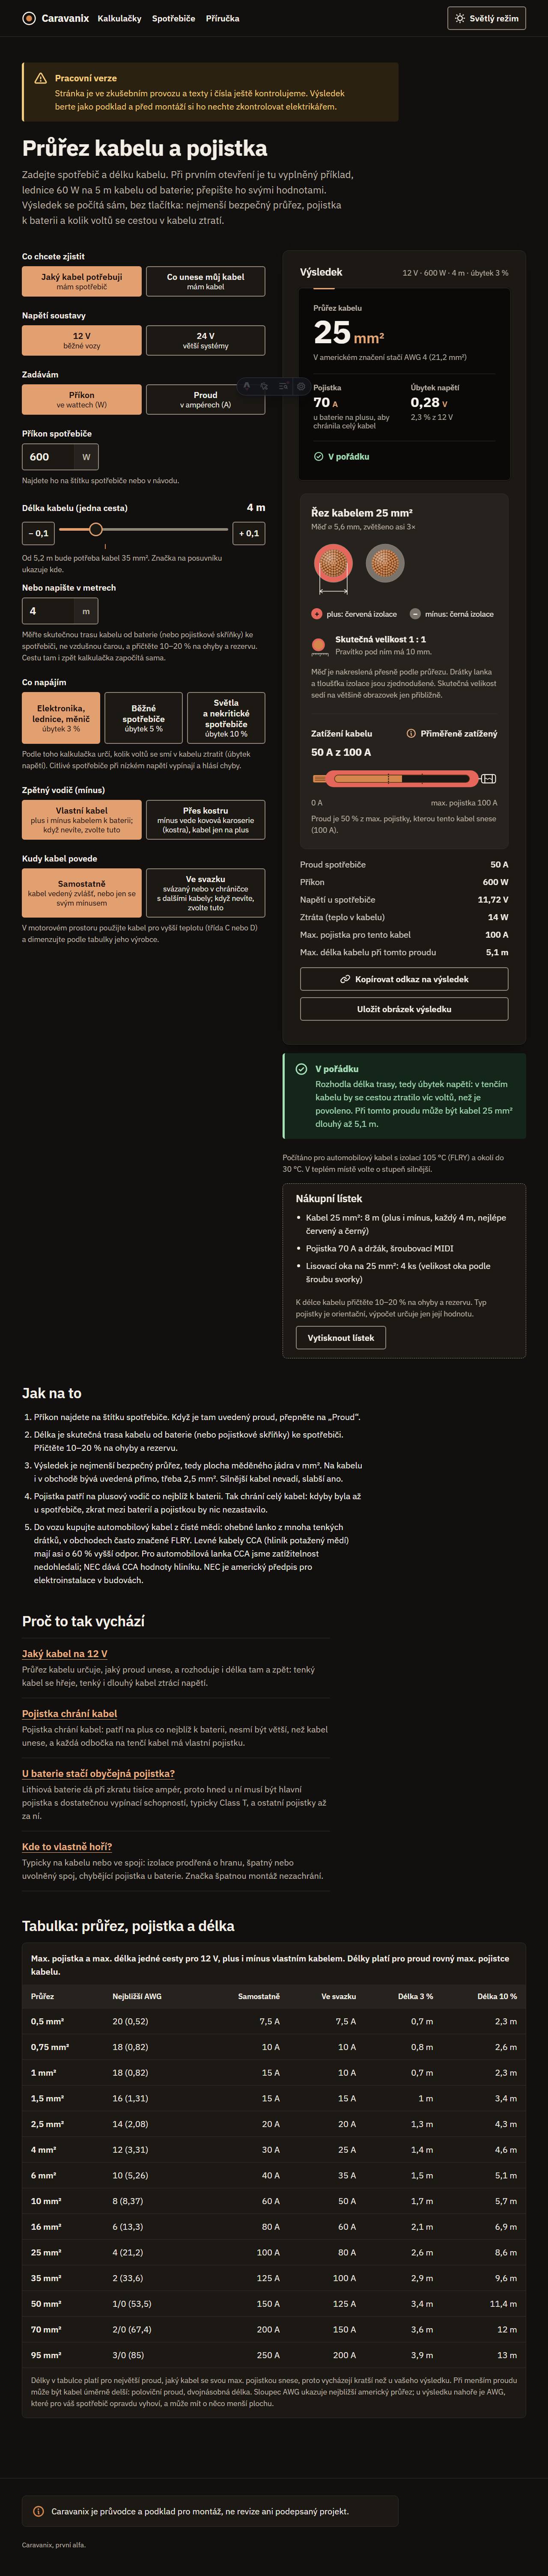 Caravanix Kalkulačky Spotřebiče Příručka Světlý režim
Pracovní verze
Stránka je ve zkušebním provozu a texty i čísla ještě kontrolujeme. Výsledek
berte jako podklad a před montáží si ho nechte zkontrolovat elektrikářem.
Průřez kabelu a pojistka
Zadejte spotřebič a délku kabelu. Při prvním otevření je tu vyplněný příklad,
lednice 60 W na 5 m kabelu od baterie; přepište ho svými hodnotami.
Výsledek se počítá sám, bez tlačítka: nejmenší bezpečný průřez, pojistka
k baterii a kolik voltů se cestou v kabelu ztratí.
Co chcete zjistit
Jaký kabel potřebuji
mám spotřebič
Co unese můj kabel
mám kabel
Napětí soustavy
12 V
běžné vozy
24 V
větší systémy
Zadávám
Příkon
ve wattech (W)
Proud
v ampérech (A)
Příkon spotřebiče
600 W
Najdete ho na štítku spotřebiče nebo v návodu.
Délka kabelu (jedna cesta) 4 m
− 0,1
+ 0,1
Od 5,2 m bude potřeba kabel 35 mm². Značka na posuvníku
ukazuje kde.
Nebo napište v metrech
4 m
Měřte skutečnou trasu kabelu od baterie (nebo pojistkové skříňky) ke
spotřebiči, ne vzdušnou čarou, a přičtěte 10–20 % na ohyby a rezervu.
Cestu tam i zpět kalkulačka započítá sama.
Co napájím
Elektronika,
lednice, měnič
úbytek 3 %
Běžné
spotřebiče
úbytek 5 %
Světla
a nekritické
spotřebiče
úbytek 10 %
Podle toho kalkulačka určí, kolik voltů se smí v kabelu ztratit (úbytek
napětí). Citlivé spotřebiče při nízkém napětí vypínají a hlásí chyby.
Zpětný vodič (mínus)
Vlastní kabel
plus i mínus kabelem k baterii;
když nevíte, zvolte tuto
Přes kostru
mínus vede kovová karoserie
(kostra), kabel jen na plus
Kudy kabel povede
Samostatně
kabel vedený zvlášť, nebo jen se
svým mínusem
Ve svazku
svázaný nebo v chráničce
s dalšími kabely; když nevíte,
zvolte tuto
V motorovém prostoru použijte kabel pro vyšší teplotu (třída C nebo D)
a dimenzujte podle tabulky jeho výrobce.
Výsledek 12 V · 600 W · 4 m · úbytek 3 %
Průřez kabelu
25 mm²
V americkém značení stačí AWG 4 (21,2 mm²)
Pojistka
70 A
u baterie na plusu, aby
chránila celý kabel
Úbytek napětí
0,28 V
2,3 % z 12 V
V pořádku
Řez kabelem 25 mm²
Měď ⌀ 5,6 mm, zvětšeno asi 3×
plus: červená izolace
mínus: černá izolace
Skutečná velikost 1 : 1
Pravítko pod ním má 10 mm.
Měď je nakreslená přesně podle průřezu. Drátky lanka
a tloušťka izolace jsou zjednodušené. Skutečná velikost
sedí na většině obrazovek jen přibližně.
Zatížení kabelu Přiměřeně zatížený
50 A z 100 A
0 A max. pojistka 100 A
Proud je 50 % z max. pojistky, kterou tento kabel snese
(100 A).
Proud spotřebiče 50 A
Příkon 600 W
Napětí u spotřebiče 11,72 V
Ztráta (teplo v kabelu) 14 W
Max. pojistka pro tento kabel 100 A
Max. délka kabelu při tomto proudu 5,1 m
Kopírovat odkaz na výsledek
Uložit obrázek výsledku
V pořádku
Rozhodla délka trasy, tedy úbytek napětí: v tenčím
kabelu by se cestou ztratilo víc voltů, než je
povoleno. Při tomto proudu může být kabel 25 mm²
dlouhý až 5,1 m.
Počítáno pro automobilový kabel s izolací 105 °C (FLRY) a okolí do
30 °C. V teplém místě volte o stupeň silnější.
Nákupní lístek
• Kabel 25 mm²: 8 m (plus i mínus, každý 4 m, nejlépe
červený a černý)
• Pojistka 70 A a držák, šroubovací MIDI
• Lisovací oka na 25 mm²: 4 ks (velikost oka podle
šroubu svorky)
K délce kabelu přičtěte 10–20 % na ohyby a rezervu. Typ
pojistky je orientační, výpočet určuje jen její hodnotu.
Vytisknout lístek
Jak na to
1. Příkon najdete na štítku spotřebiče. Když je tam uvedený proud, přepněte na „Proud“.
2. Délka je skutečná trasa kabelu od baterie (nebo pojistkové skříňky) ke spotřebiči.
Přičtěte 10–20 % na ohyby a rezervu.
3. Výsledek je nejmenší bezpečný průřez, tedy plocha měděného jádra v mm². Na kabelu
i v obchodě bývá uvedená přímo, třeba 2,5 mm². Silnější kabel nevadí, slabší ano.
4. Pojistka patří na plusový vodič co nejblíž k baterii. Tak chrání celý kabel: kdyby byla až
u spotřebiče, zkrat mezi baterií a pojistkou by nic nezastavilo.
5. Do vozu kupujte automobilový kabel z čisté mědi: ohebné lanko z mnoha tenkých
drátků, v obchodech často značené FLRY. Levné kabely CCA (hliník potažený mědí)
mají asi o 60 % vyšší odpor. Pro automobilová lanka CCA jsme zatížitelnost
nedohledali; NEC dává CCA hodnoty hliníku. NEC je americký předpis pro
elektroinstalace v budovách.
Proč to tak vychází
Jaký kabel na 12 V
Průřez kabelu určuje, jaký proud unese, a rozhoduje i délka tam a zpět: tenký
kabel se hřeje, tenký i dlouhý kabel ztrácí napětí.
Pojistka chrání kabel
Pojistka chrání kabel: patří na plus co nejblíž k baterii, nesmí být větší, než kabel
unese, a každá odbočka na tenčí kabel má vlastní pojistku.
U baterie stačí obyčejná pojistka?
Lithiová baterie dá při zkratu tisíce ampér, proto hned u ní musí být hlavní
pojistka s dostatečnou vypínací schopností, typicky Class T, a ostatní pojistky až
za ní.
Kde to vlastně hoří?
Typicky na kabelu nebo ve spoji: izolace prodřená o hranu, špatný nebo
uvolněný spoj, chybějící pojistka u baterie. Značka špatnou montáž nezachrání.
Tabulka: průřez, pojistka a délka
Max. pojistka a max. délka jedné cesty pro 12 V, plus i mínus vlastním kabelem. Délky platí pro proud rovný max. pojistce
kabelu.
Průřez Nejbližší AWG Samostatně Ve svazku Délka 3 % Délka 10 %
0,5 mm² 20 (0,52) 7,5 A 7,5 A 0,7 m 2,3 m
0,75 mm² 18 (0,82) 10 A 10 A 0,8 m 2,6 m
1 mm² 18 (0,82) 15 A 10 A 0,7 m 2,3 m
1,5 mm² 16 (1,31) 15 A 15 A 1 m 3,4 m
2,5 mm² 14 (2,08) 20 A 20 A 1,3 m 4,3 m
4 mm² 12 (3,31) 30 A 25 A 1,4 m 4,6 m
6 mm² 10 (5,26) 40 A 35 A 1,5 m 5,1 m
10 mm² 8 (8,37) 60 A 50 A 1,7 m 5,7 m
16 mm² 6 (13,3) 80 A 60 A 2,1 m 6,9 m
25 mm² 4 (21,2) 100 A 80 A 2,6 m 8,6 m
35 mm² 2 (33,6) 125 A 100 A 2,9 m 9,6 m
50 mm² 1/0 (53,5) 150 A 125 A 3,4 m 11,4 m
70 mm² 2/0 (67,4) 200 A 150 A 3,6 m 12 m
95 mm² 3/0 (85) 250 A 200 A 3,9 m 13 m
Délky v tabulce platí pro největší proud, jaký kabel se svou max. pojistkou snese, proto vycházejí kratší než u vašeho výsledku. Při menším proudu
může být kabel úměrně delší: poloviční proud, dvojnásobná délka. Sloupec AWG ukazuje nejbližší americký průřez; u výsledku nahoře je AWG,
které pro váš spotřebič opravdu vyhoví, a může mít o něco menší plochu.
Caravanix je průvodce a podklad pro montáž, ne revize ani podepsaný projekt.
Caravanix, první alfa.